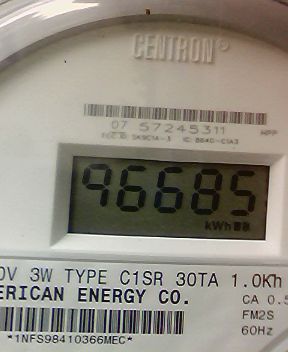 CENTRON®
07 57245311
96685
kWh
0V 3W TYPE C1SR 30TA 1.0Kh
ERICAN ENERGY CO.
CA 0.5
FM2S
60Hz
*1NFS98410366MEC*